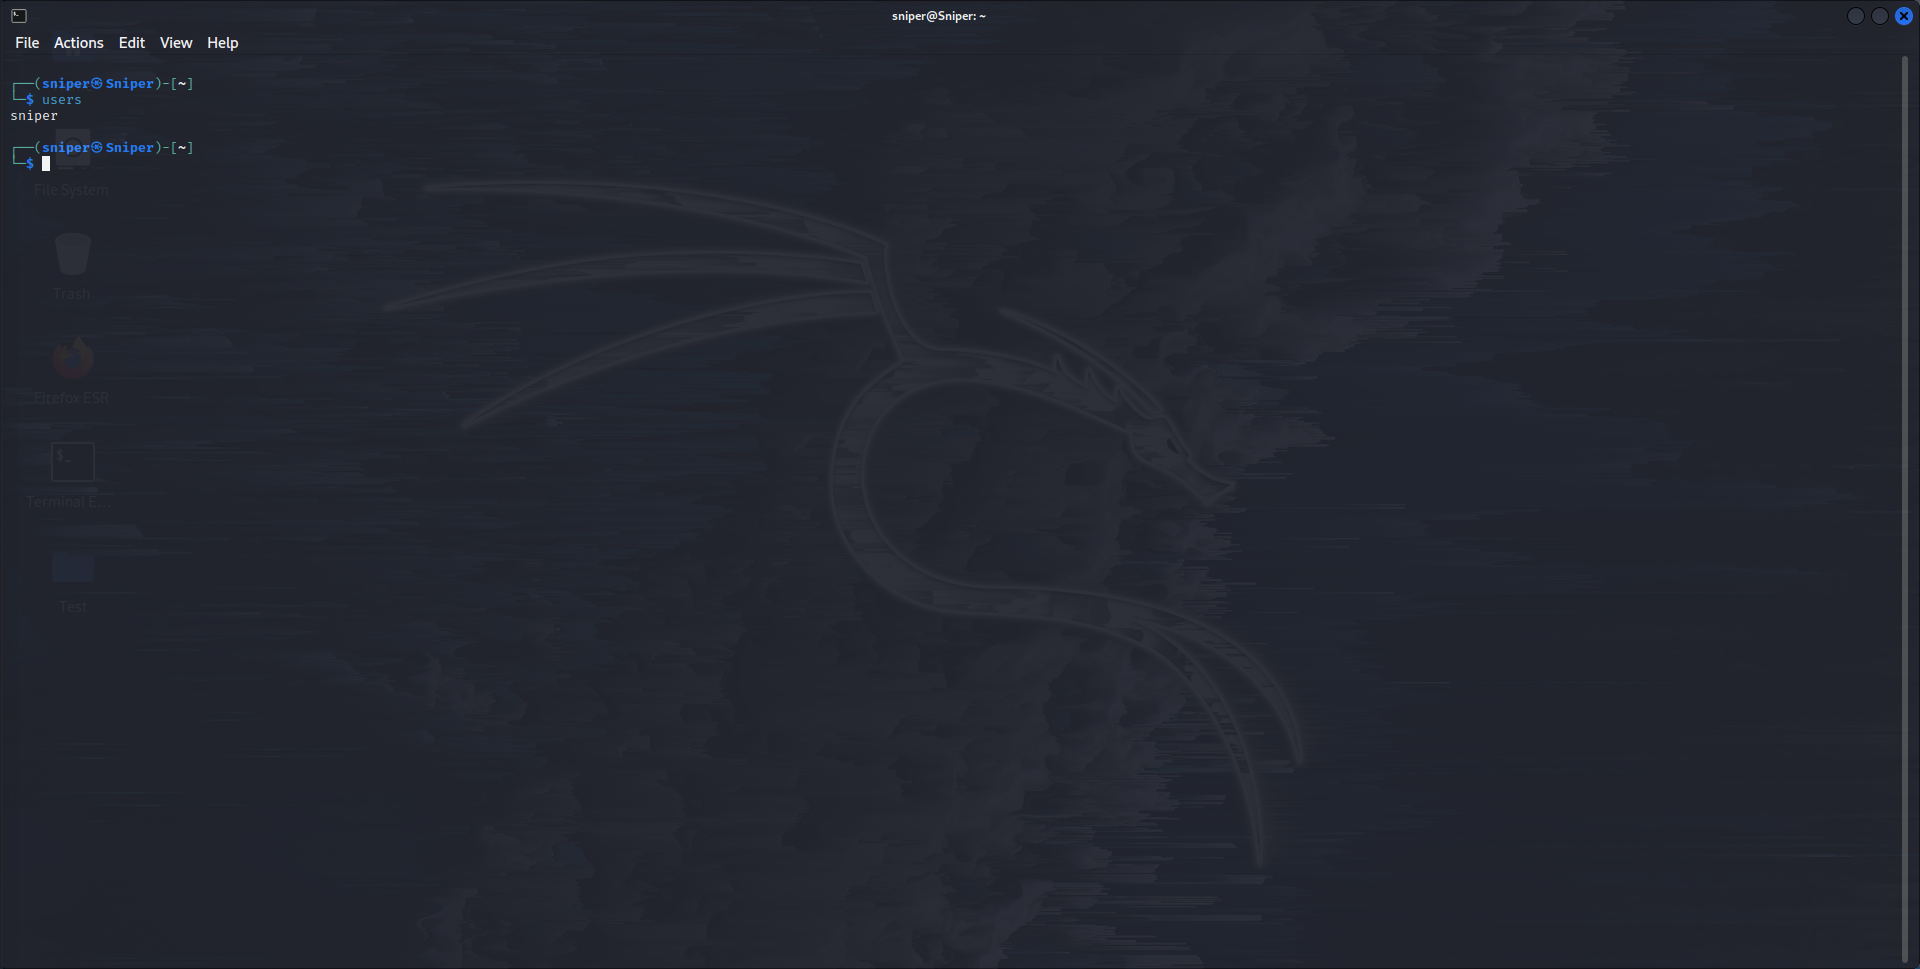 sniper@Sniper: ~
File Actions Edit View Help
┌──(sniper㉿Sniper)-[~]
└─$ users
sniper
┌──(sniper㉿Sniper)-[~]
└─$
File System
Trash
Firefox ESR
$_
Terminal E...
Test